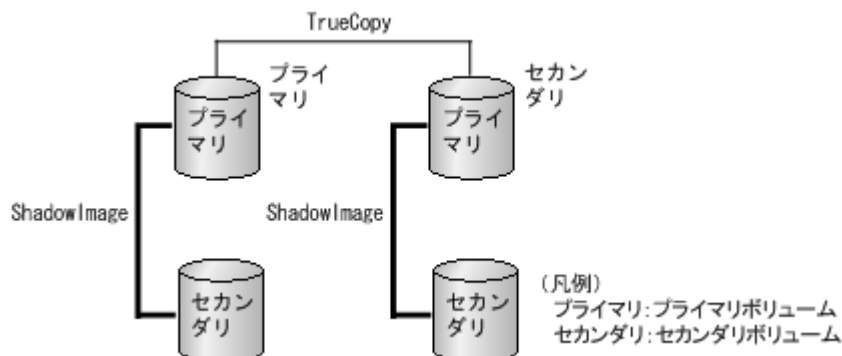 TrueCopy
プライ
マリ
セカン
ダリ
プライ
マリ
プライ
マリ
ShadowImage
ShadowImage
セカン
ダリ
セカン
ダリ
(凡例)
プライマリ:プライマリボリューム
セカンダリ:セカンダリボリューム